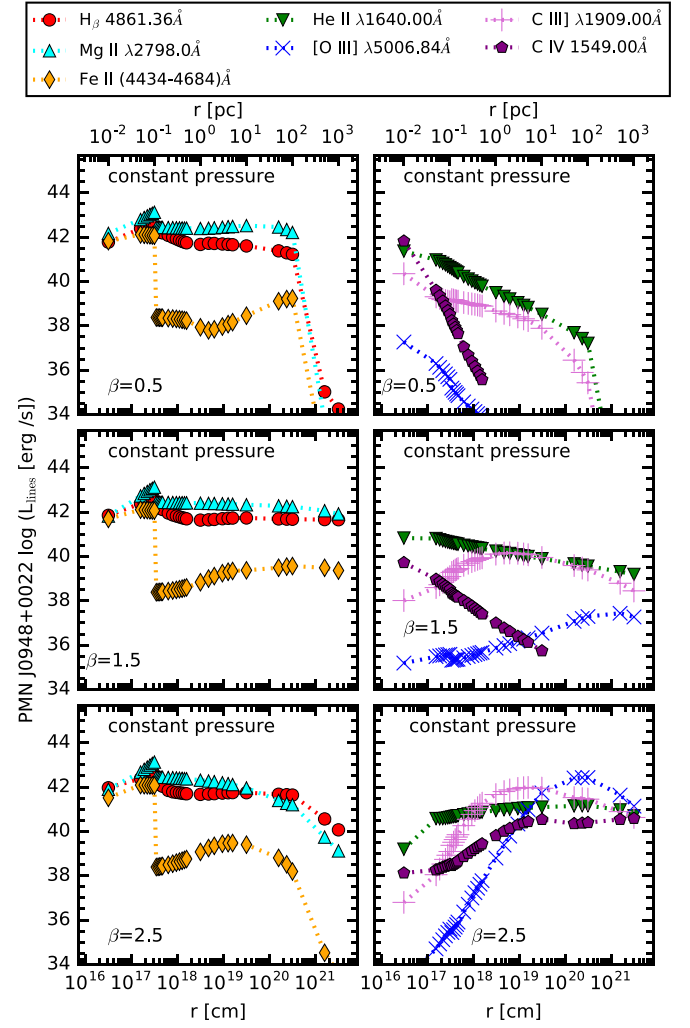 Hβ 4861.36Å He II λ1640.00Å C III] λ1909.00Å
Mg II λ2798.0Å [O III] λ5006.84Å C IV 1549.00Å
Fe II (4434-4684)Å
r [pc] r [pc]
10⁻² 10⁻¹ 10⁰ 10¹ 10² 10³ 10⁻² 10⁻¹ 10⁰ 10¹ 10² 10³
constant pressure constant pressure
42
40
38
36
34
β=0.5 β=0.5
constant pressure constant pressure
44
42
40
38
36
34
β=1.5 β=1.5
PMN J0948+0022 log (Llines [erg /s])
constant pressure constant pressure
44
42
40
38
36
34
β=2.5 β=2.5
10¹⁶ 10¹⁷ 10¹⁸ 10¹⁹ 10²⁰ 10²¹ 10¹⁷ 10¹⁸ 10¹⁹ 10²⁰ 10²¹
r [cm] r [cm]